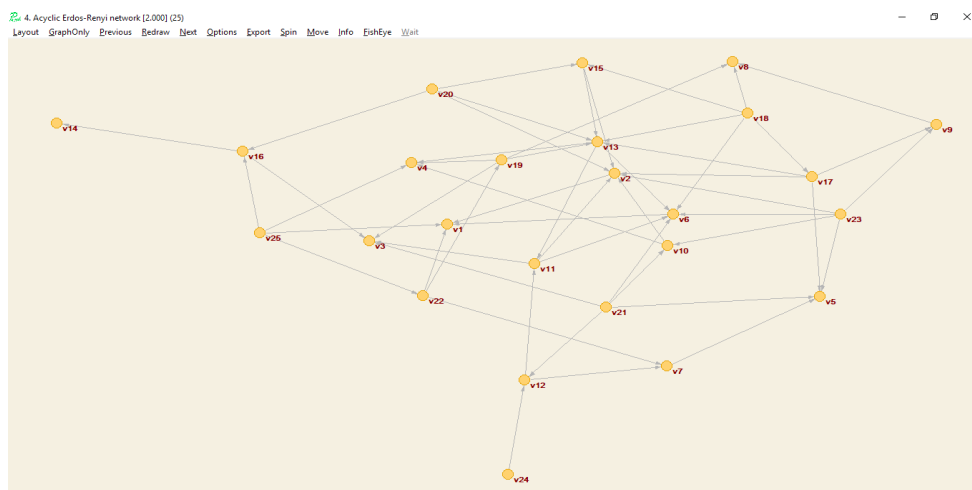 4. Acyclic Erdos-Renyi network [2.000] (25)
Layout GraphOnly Previous Redraw Next Options Export Spin Move Info FishEye Wait
v15
v8
v20
v18
v14
v9
v13
v16
v19
v4
v2
v17
v6
v23
v1
v25
v3
v10
v11
v22
v5
v21
v7
v12
v24